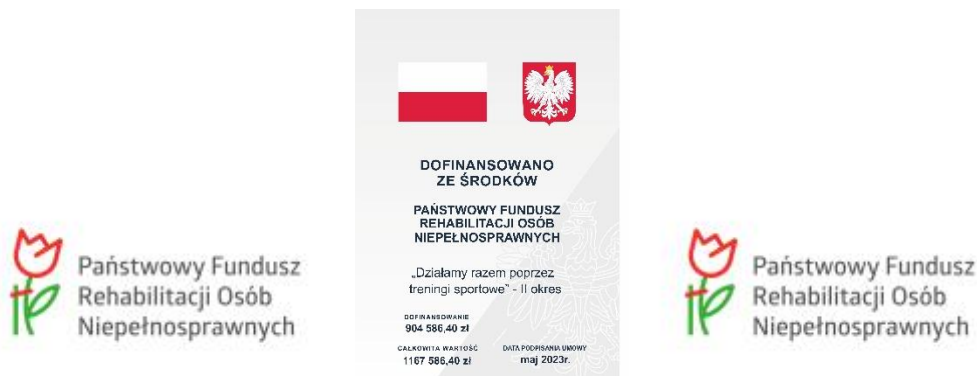 Państwowy Fundusz
Rehabilitacji Osób
Niepełnosprawnych
DOFINANSOWANO
ZE ŚRODKÓW
PAŃSTWOWY FUNDUSZ
REHABILITACJI OSÓB
NIEPEŁNOSPRAWNYCH
„Działamy razem poprzez
treningi sportowe” - II okres
DOFINANSOWANIE
904 586,40 zł
CAŁKOWITA WARTOŚĆ
1167 586,40 zł
DATA PODPISANIA UMOWY
maj 2023r.
Państwowy Fundusz
Rehabilitacji Osób
Niepełnosprawnych